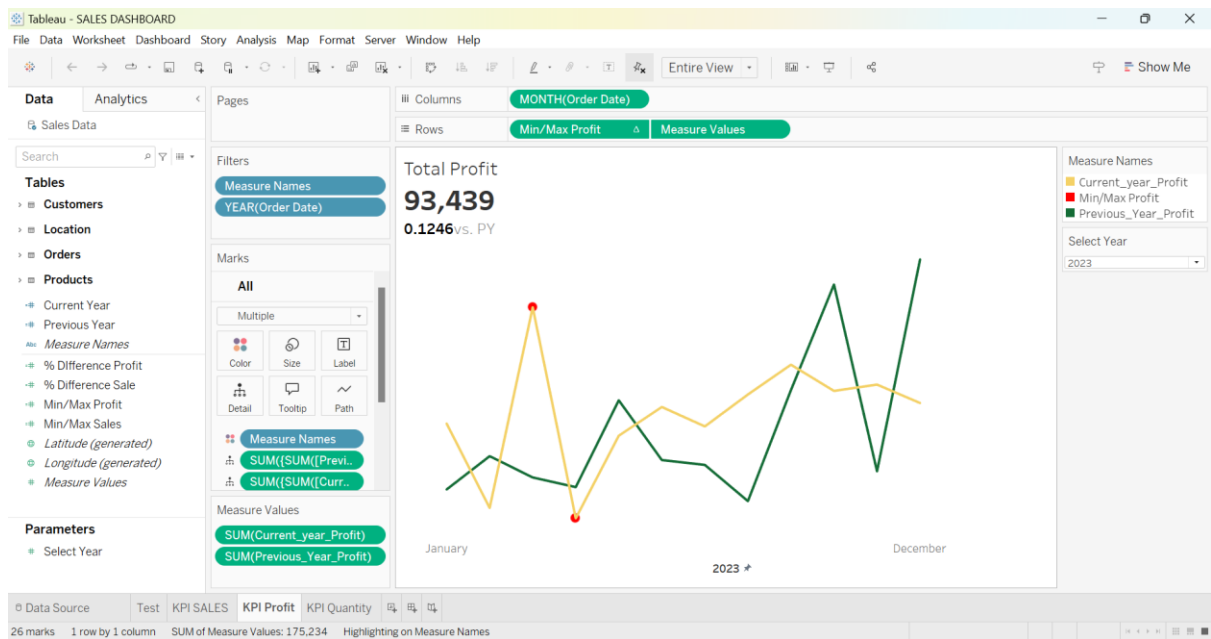 Tableau - SALES DASHBOARD
File Data Worksheet Dashboard Story Analysis Map Format Server Window Help
Entire View
Show Me
Data Analytics
Sales Data
Search
Tables
Customers
Location
Orders
Products
Current Year
Previous Year
Abc Measure Names
% DIfference Profit
% Difference Sale
Min/Max Profit
Min/Max Sales
Latitude (generated)
Longitude (generated)
Measure Values
Parameters
Select Year
Pages
Filters
Measure Names
YEAR(Order Date)
Marks
All
Multiple
Color Size Label
Detail Tooltip Path
Measure Names
SUM([SUM([Previ..
SUM([SUM([Curr..
Measure Values
SUM(Current_year_Profit)
SUM(Previous_Year_Profit)
Columns MONTH(Order Date)
Rows Min/Max Profit Δ Measure Values
Total Profit
93,439
0.1246vs. PY
January December
2023
Measure Names
Current_year_Profit
Min/Max Profit
Previous_Year_Profit
Select Year
2023
Data Source Test KPI SALES KPI Profit KPI Quantity
26 marks 1 row by 1 column SUM of Measure Values: 175,234 Highlighting on Measure Names